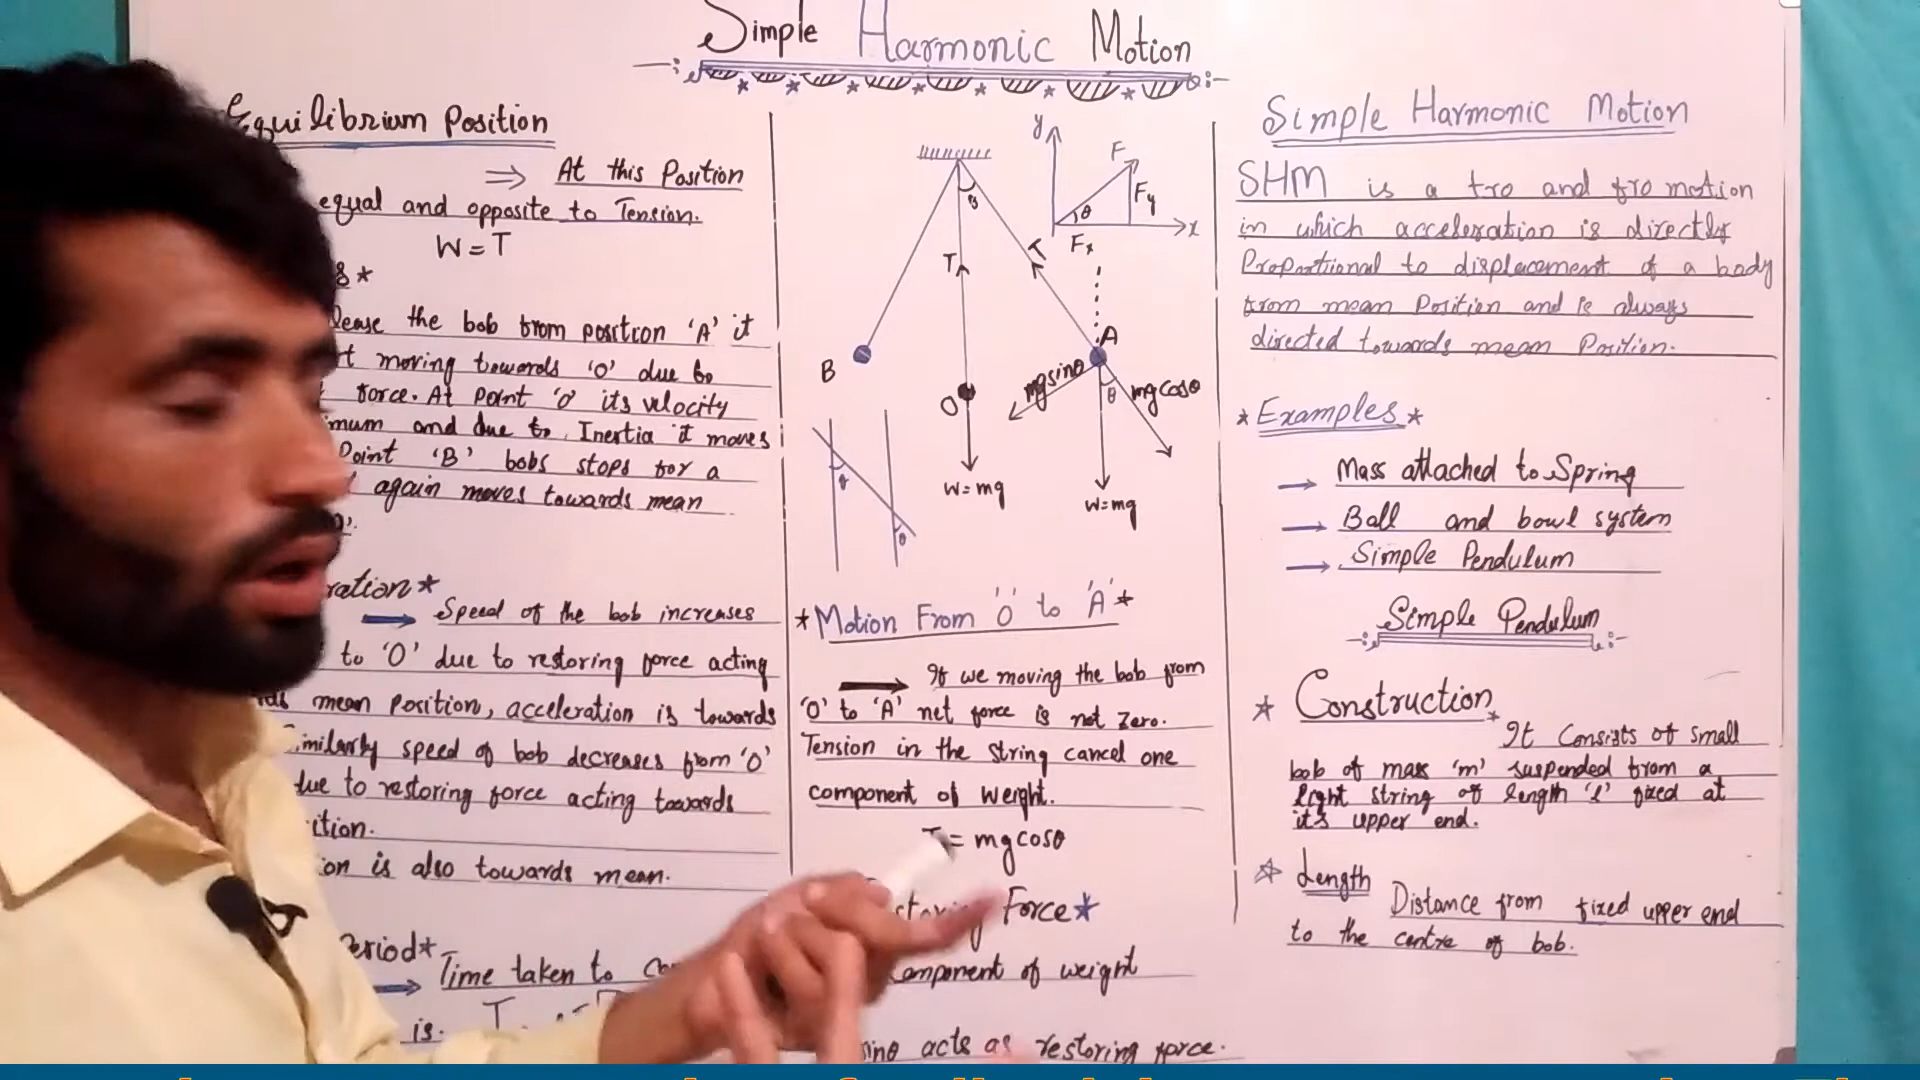 Simple Harmonic Motion
Equilibrium Position
⇒ At this Position
equal and opposite to Tension.
W = T
the bob from position 'A' it
moving towards 'O' due to
force. At point 'O' its velocity
and due to Inertia it moves
Point 'B' bobs stops for a
again moves towards mean
'O'.
Speed of the bob increases
to 'O' due to restoring force acting
mean Position, acceleration is towards
Similarly speed of bob decreases from 'O'
due to restoring force acting towards
is also towards mean.
Period*
Time taken to
is.
y
F
Fy
θ
x
Fx
θ
T
T
A
B
O
mgsinθ
θ
mgcosθ
W=mg
W=mg
θ
θ
*Motion From 'O' to 'A'*
If we moving the bob from
'O' to 'A' net force is not zero.
Tension in the string cancel one
component of weight.
T = mgcosθ
Force*
Component of weight
acts as restoring force.
Simple Harmonic Motion
SHM is a tro and fro motion
in which acceleration is directly
Proportional to displacement of a body
from mean Position and is always
directed towards mean Position.
*Examples*
→ Mass attached to Spring
→ Ball and bowl system
→ Simple Pendulum
Simple Pendulum
* Construction*
It Consists of small
bob of mass 'm' suspended from a
light string of length 'l' fixed at
it's upper end.
☆ Length
Distance from fixed upper end
to the centre of bob.